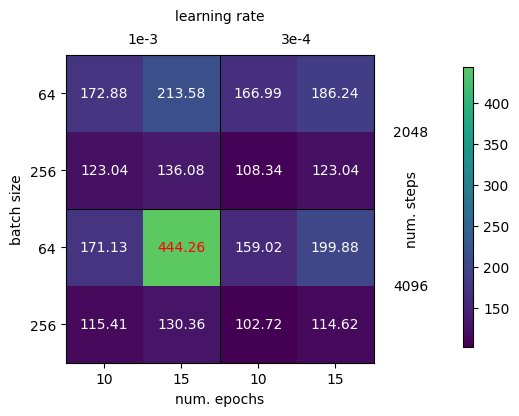 learning rate
1e-3 3e-4
64 172.88 213.58 166.99 186.24
2048
256 123.04 136.08 108.34 123.04
batch size
num. steps
64 171.13 444.26 159.02 199.88
4096
256 115.41 130.36 102.72 114.62
10 15 10 15
num. epochs
400
350
300
250
200
150